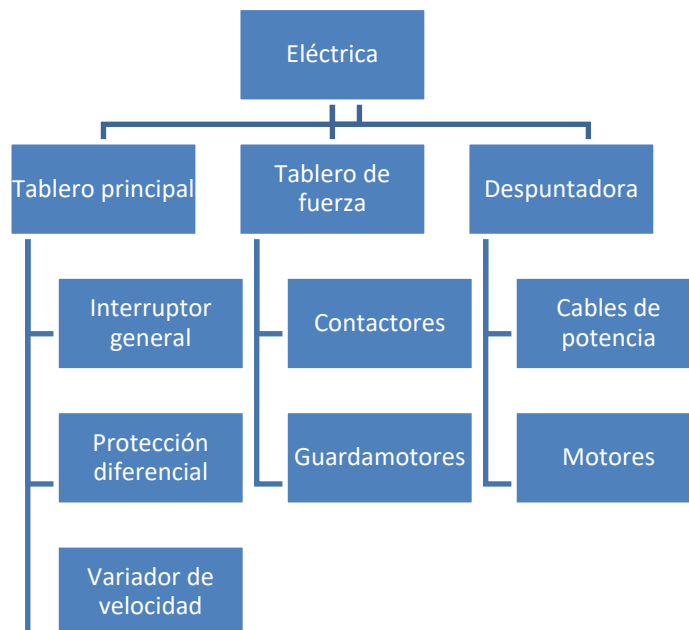 Eléctrica
Tablero principal
Tablero de
fuerza
Despuntadora
Interruptor
general
Contactores
Cables de
potencia
Protección
diferencial
Guardamotores
Motores
Variador de
velocidad